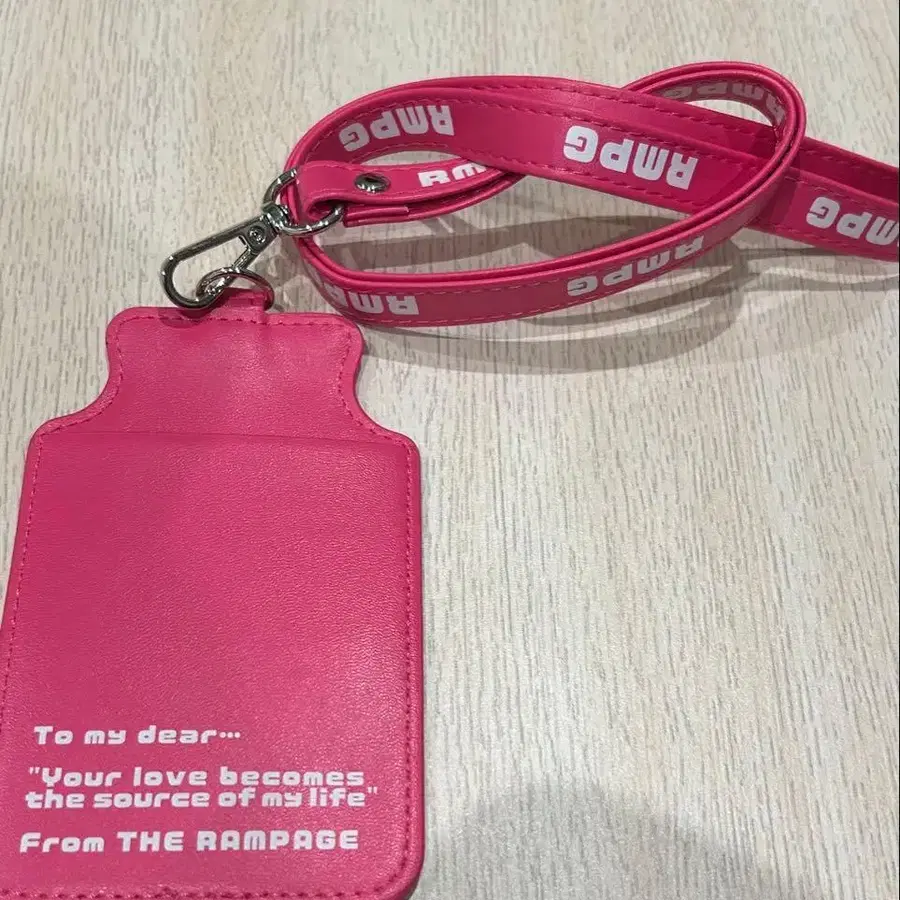 RMPG
RMPG
RMPG
RMPG
RMPG
RMPG
To my dear…
"Your love becomes
the source of my life"
From THE RAMPAGE